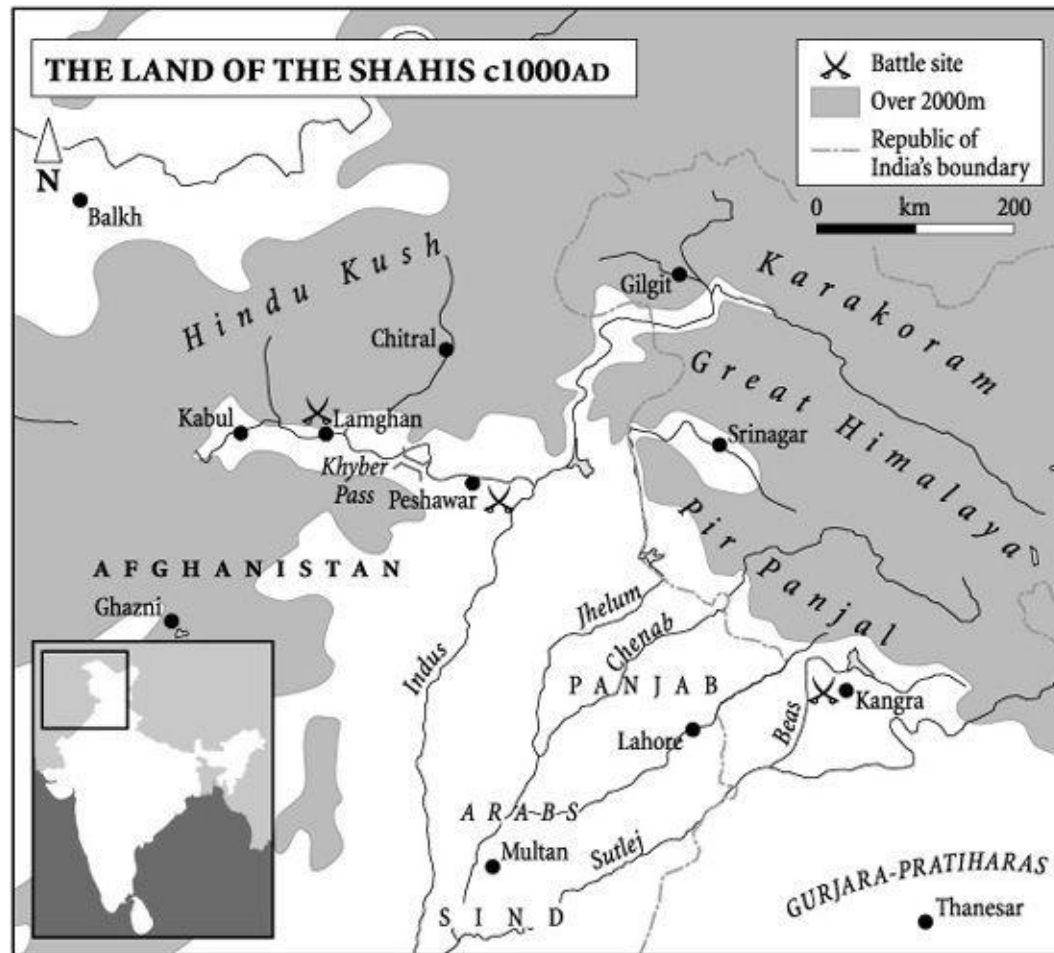 THE LAND OF THE SHAHIS c1000AD
Battle site
Over 2000m
Republic of
India's boundary
0 km 200
N
Balkh
Hindu Kush
Karakoram
Gilgit
Chitral
Great Himalaya
Kabul
Lamghan
Srinagar
Khyber
Pass
Peshawar
Pir Panjal
AFGHANISTAN
Ghazni
Jhelum
Indus
Chenab
PANJAB
Kangra
Beas
Lahore
ARABS
Sutlej
Multan
GURJARA-PRATIHARAS
SIND
Thanesar